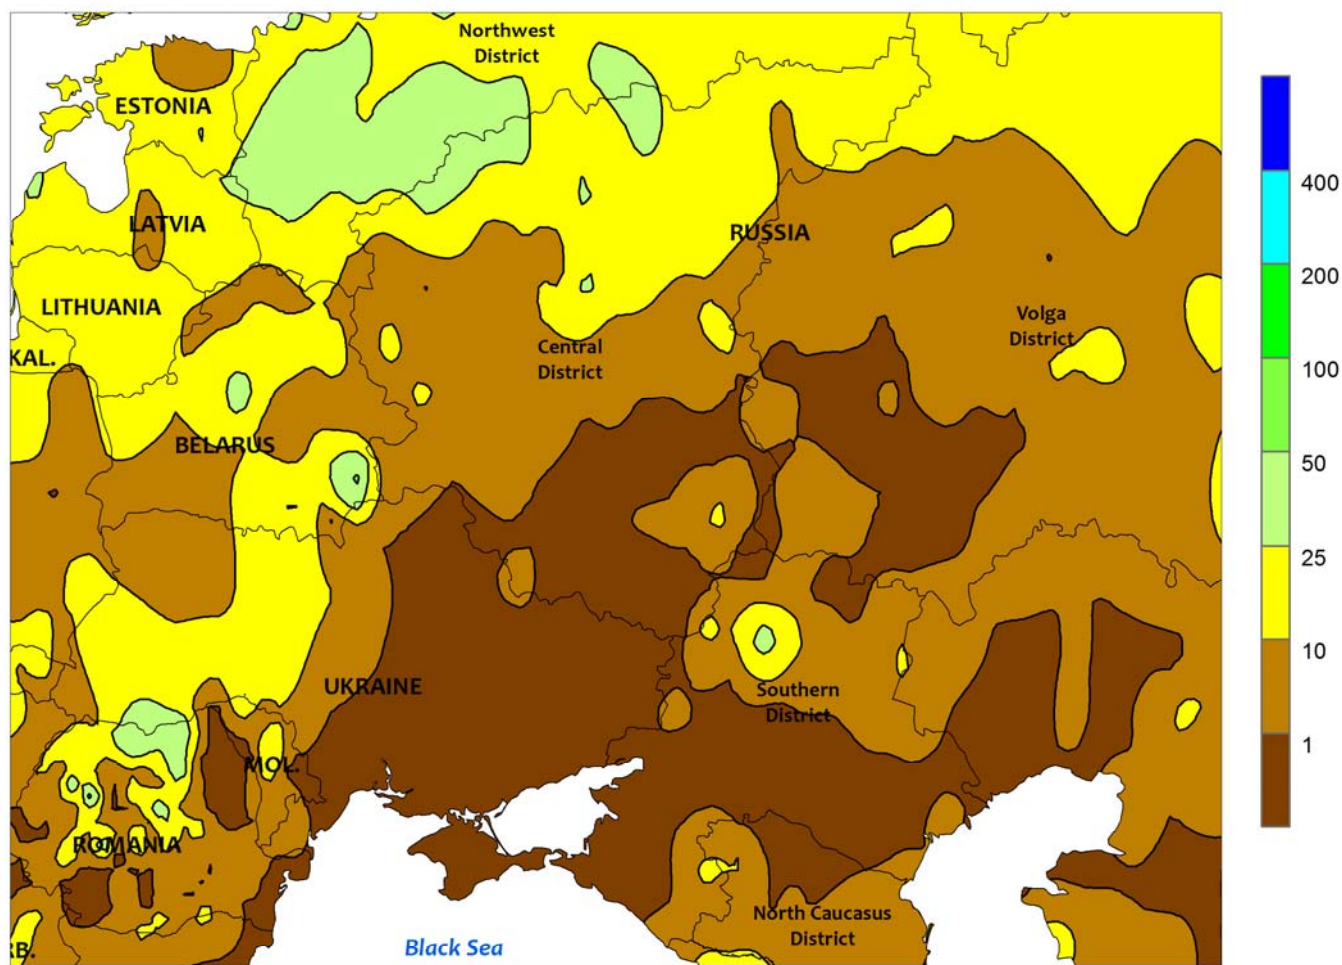 Northwest
District
ESTONIA
400
LATVIA
RUSSIA
200
LITHUANIA
Volga
District
KAL.
Central
District
100
BELARUS
50
25
10
UKRAINE
Southern
District
1
MOL.
ROMANIA
North Caucasus
District
RB.
Black Sea